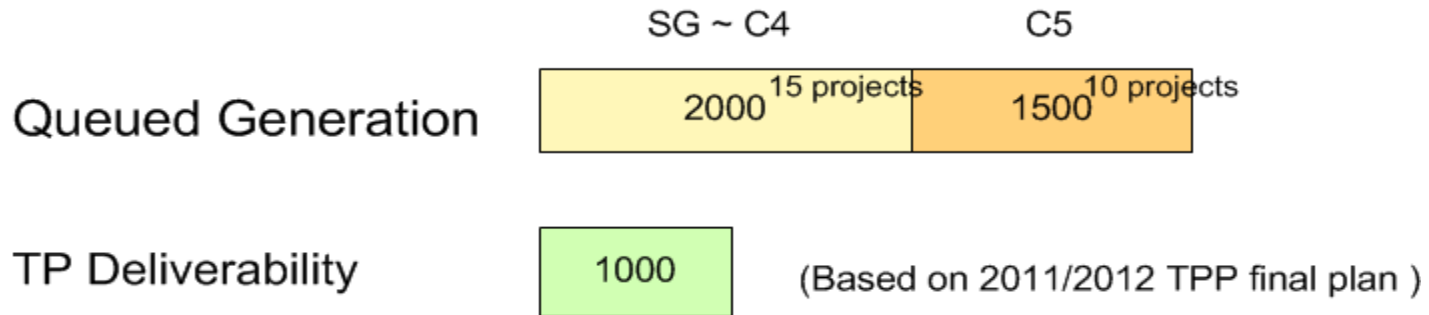 SG ~ C4 C5
Queued Generation 2000 15 projects 1500 10 projects
TP Deliverability 1000 (Based on 2011/2012 TPP final plan )